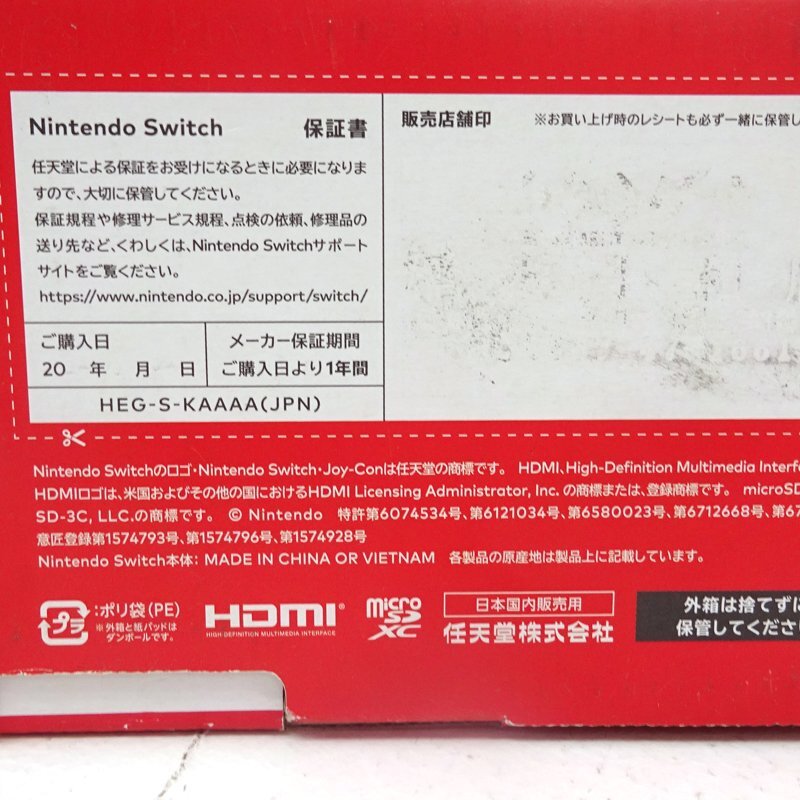 Nintendo Switch 保証書
任天堂による保証をお受けになるときに必要になりま
すので、大切に保管してください。
保証規程や修理サービス規程、点検の依頼、修理品の
送り先など、くわしくは、Nintendo Switchサポート
サイトをご覧ください。
https://www.nintendo.co.jp/support/switch/
ご購入日
20 年 月 日
メーカー保証期間
ご購入日より1年間
HEG-S-KAAAA(JPN)
販売店舗印 ※お買い上げ時のレシートも必ず一緒に保管し
Nintendo Switchのロゴ・Nintendo Switch・Joy-Conは任天堂の商標です。 HDMI、High-Definition Multimedia Interf
HDMIロゴは、米国およびその他の国におけるHDMI Licensing Administrator, Inc. の商標または、登録商標です。 microSD
SD-3C, LLC.の商標です。 © Nintendo 特許第6074534号、第6121034号、第6580023号、第6712668号、第67
意匠登録第1574793号、第1574796号、第1574928号
Nintendo Switch本体: MADE IN CHINA OR VIETNAM 各製品の原産地は製品上に記載しています。
プラ
:ポリ袋(PE)
※外箱と紙パッドは
ダンボールです。
HDMI
HIGH-DEFINITION MULTIMEDIA INTERFACE
micro
SD
XC
日本国内販売用
任天堂株式会社
外箱は捨てずに
保管してくださ